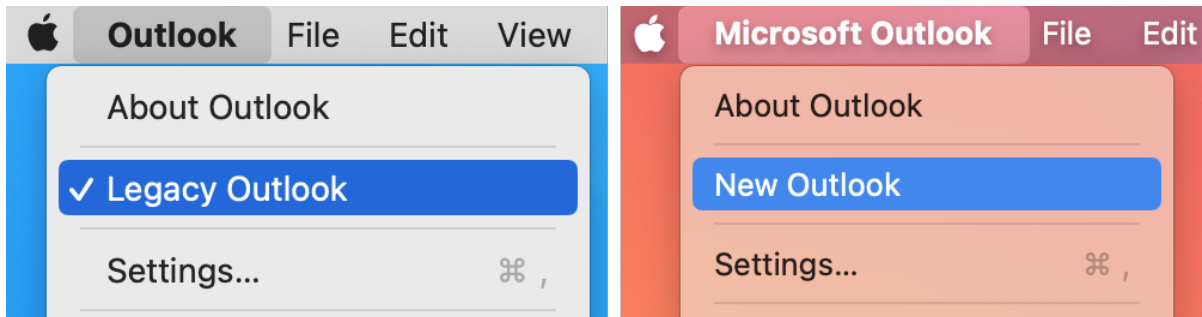 Outlook File Edit View
About Outlook
✓ Legacy Outlook
Settings... ⌘ ,
Microsoft Outlook File Edit
About Outlook
New Outlook
Settings... ⌘ ,